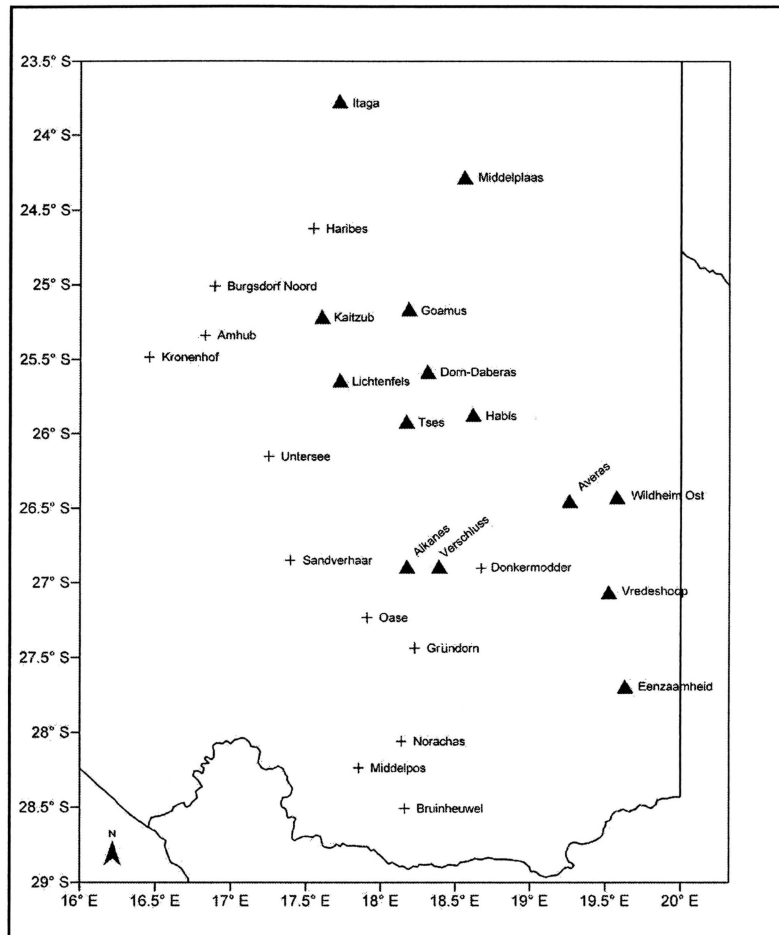 23.5° S
24° S
24.5° S
25° S
25.5° S
26° S
26.5° S
27° S
27.5° S
28° S
28.5° S
29° S
Itaga
Middelplaas
Haribes
Burgsdorf Noord
Kaitzub
Goamus
Amhub
Kronenhof
Lichtenfels
Dorn-Daberas
Tses
Habis
Untersee
Averas
Wildheim Ost
Sandverhaar
Alkanes
Verschluss
Donkermodder
Vredeshoop
Oase
Gründorn
Eenzaamheid
Norachas
Middelpos
Bruinheuwel
N
16° E
16.5° E
17° E
17.5° E
18° E
18.5° E
19° E
19.5° E
20° E